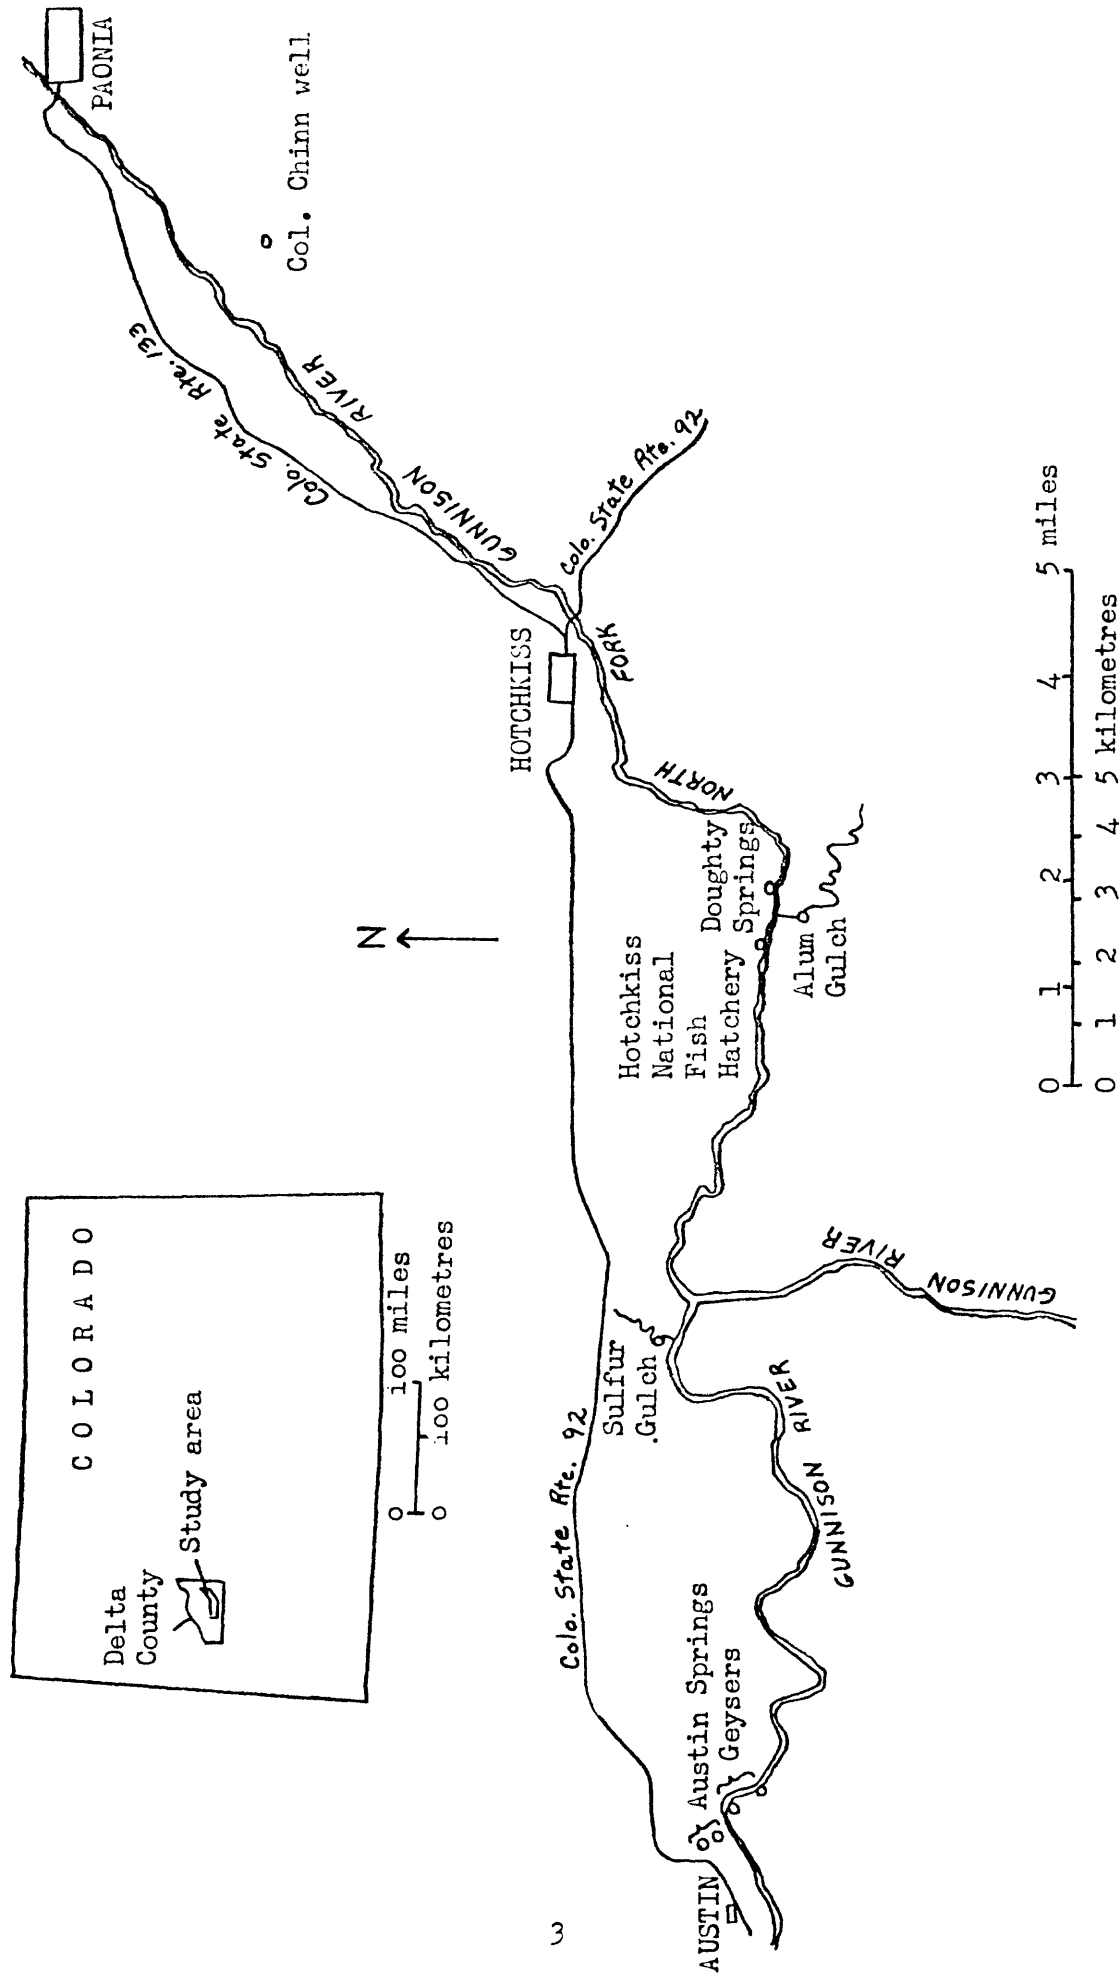 COLORADO
Delta
County
Study area
0 100 miles
0 100 kilometres
N
PAONIA
Col. Chinn well
Colo. State Rte. 133
NORTH FORK GUNNISON RIVER
HOTCHKISS
Colo. State Rte. 92
Colo. State Rte. 92
Sulfur
.Gulch
Hotchkiss
National
Fish
Hatchery
Doughty
Springs
Alum
Gulch
GUNNISON RIVER
GUNNISON RIVER
AUSTIN
Austin Springs
Geysers
0 1 2 3 4 5 miles
0 1 2 3 4 5 kilometres
3